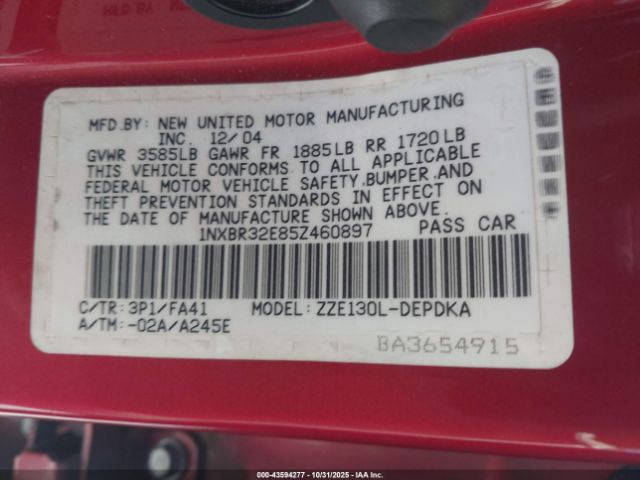 MFD.BY: NEW UNITED MOTOR MANUFACTURING
INC. 12/04
GVWR 3585LB GAWR FR 1885LB RR 1720LB
THIS VEHICLE CONFORMS TO ALL APPLICABLE
FEDERAL MOTOR VEHICLE SAFETY,BUMPER,AND
THEFT PREVENTION STANDARDS IN EFFECT ON
THE DATE OF MANUFACTURE SHOWN ABOVE.
1NXBR32E85Z460897 PASS CAR
C/TR: 3P1/FA41 MODEL: ZZE130L-DEPDKA
A/TM: -02A/A245E
BA3654915
Stock: 43594277 - 10/31/2025 - IAA Inc.